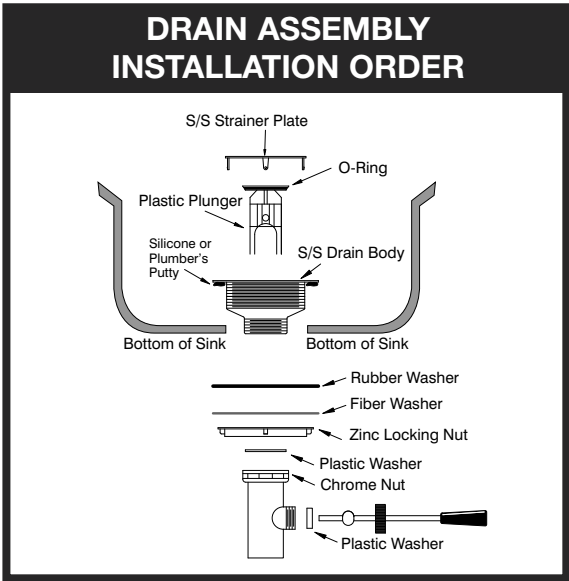 DRAIN ASSEMBLY
INSTALLATION ORDER
S/S Strainer Plate
O-Ring
Plastic Plunger
Silicone or
Plumber's
Putty
S/S Drain Body
Bottom of Sink
Bottom of Sink
Rubber Washer
Fiber Washer
Zinc Locking Nut
Plastic Washer
Chrome Nut
Plastic Washer